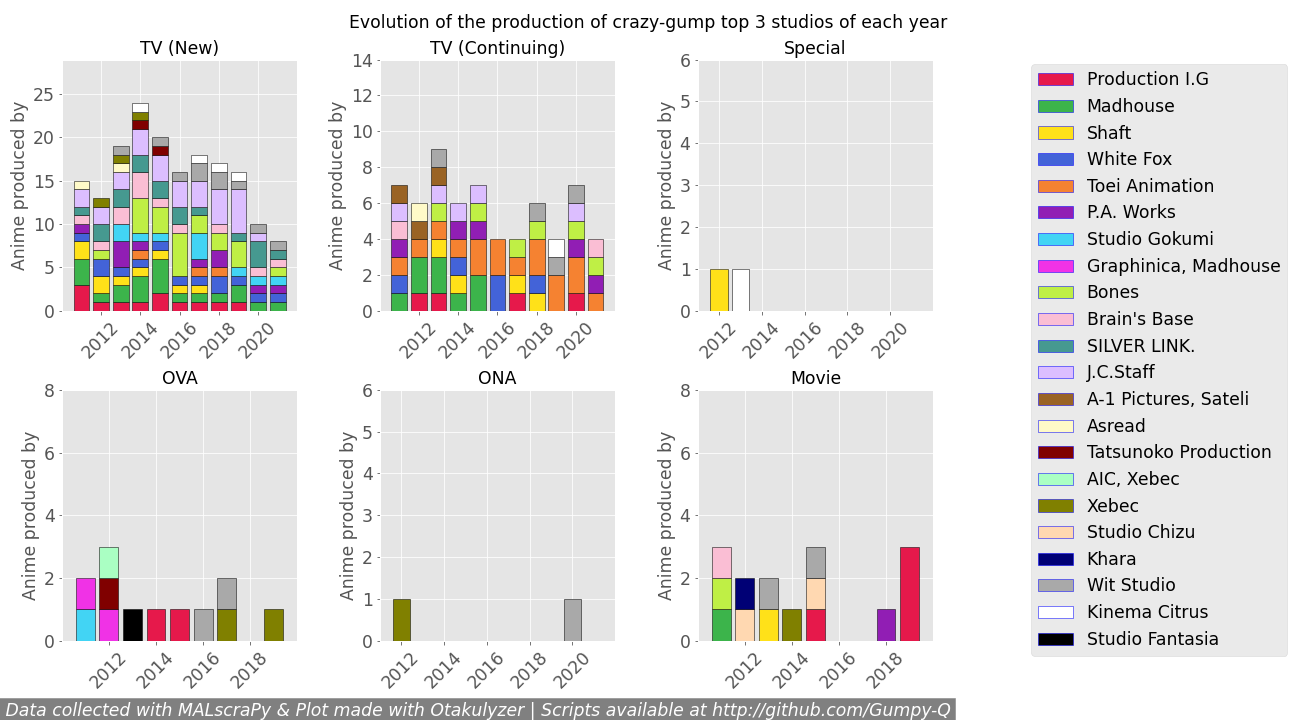 Evolution of the production of crazy-gump top 3 studios of each year
TV (New)
Anime produced by
25
20
15
10
5
0
2012
2014
2016
2018
2020
TV (Continuing)
Anime produced by
14
12
10
8
6
4
2
0
2012
2014
2016
2018
2020
Special
Anime produced by
6
5
4
3
2
1
0
2012
2014
2016
2018
2020
OVA
Anime produced by
8
6
4
2
0
2012
2014
2016
2018
ONA
Anime produced by
6
5
4
3
2
1
0
2012
2014
2016
2018
2020
Movie
Anime produced by
8
6
4
2
0
2012
2014
2016
2018
Production I.G
Madhouse
Shaft
White Fox
Toei Animation
P.A. Works
Studio Gokumi
Graphinica, Madhouse
Bones
Brain's Base
SILVER LINK.
J.C.Staff
A-1 Pictures, Sateli
Asread
Tatsunoko Production
AIC, Xebec
Xebec
Studio Chizu
Khara
Wit Studio
Kinema Citrus
Studio Fantasia
Data collected with MALscraPy & Plot made with Otakulyzer | Scripts available at http://github.com/Gumpy-Q